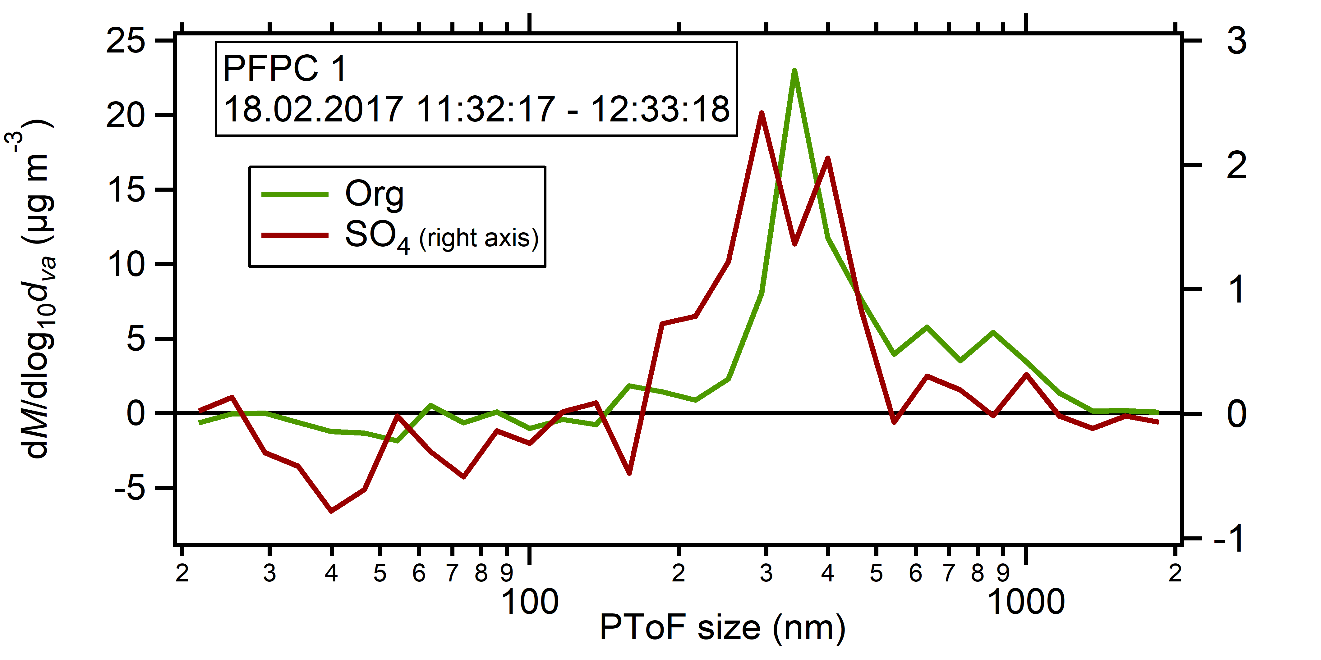 PFPC 1
18.02.2017 11:32:17 - 12:33:18
Org
SO4 (right axis)
dM/dlog10dva (µg m-3)
25
20
15
10
5
0
-5
3
2
1
0
-1
2 3 4 5 6 7 8 9 2 3 4 5 6 7 8 9 2
100 1000
PToF size (nm)